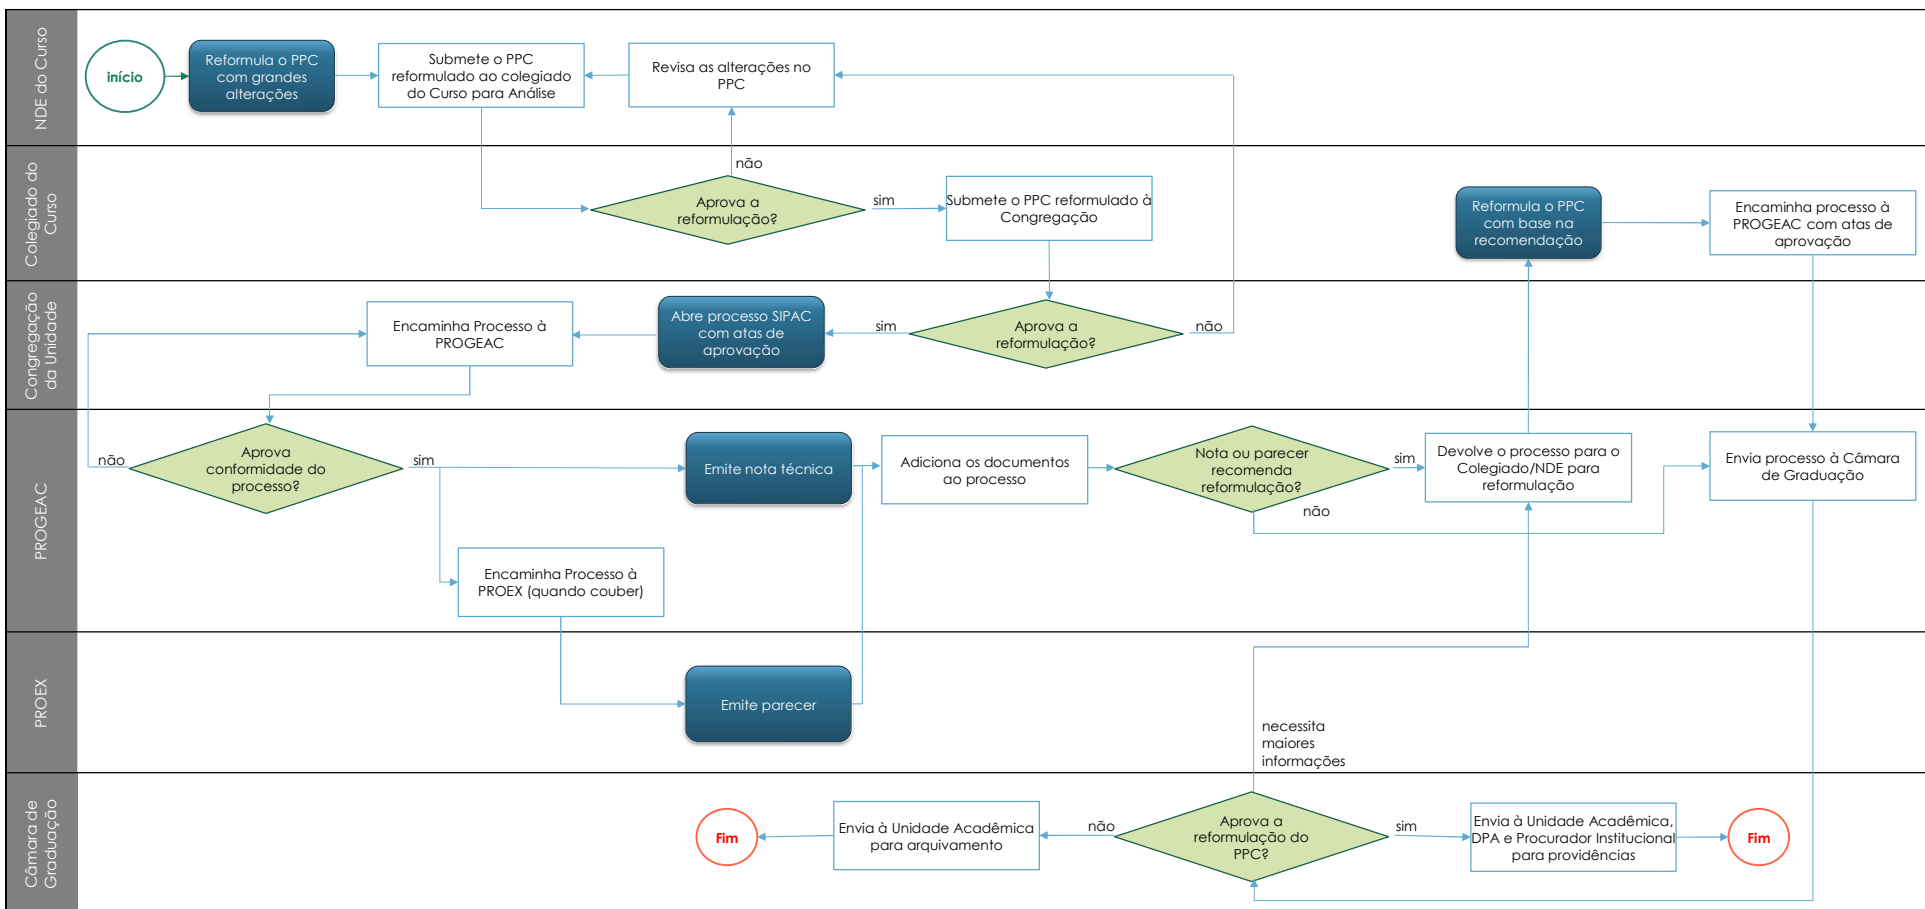 NDE do Curso
início
Reformula o PPC
com grandes
alterações
Submete o PPC
reformulado ao colegiado
do Curso para Análise
Revisa as alterações no
PPC
Colegiado do
Curso
não
Aprova a
reformulação?
sim
Submete o PPC reformulado à
Congregação
Reformula o PPC
com base na
recomendação
Encaminha processo à
PROGEAC com atas de
aprovação
Congregação
da Unidade
Encaminha Processo à
PROGEAC
Abre processo SIPAC
com atas de
aprovação
sim
Aprova a
reformulação?
não
PROGEAC
não
Aprova
conformidade do
processo?
sim
Emite nota técnica
Adiciona os documentos
ao processo
Nota ou parecer
recomenda
reformulação?
sim
não
Devolve o processo para o
Colegiado/NDE para
reformulação
Envia processo à Câmara
de Graduação
Encaminha Processo à
PROEX (quando couber)
PROEX
Emite parecer
necessita
maiores
informações
Câmara de
Graduação
Fim
Envia à Unidade Acadêmica
para arquivamento
não
Aprova a
reformulação do
PPC?
sim
Envia à Unidade Acadêmica,
DPA e Procurador Institucional
para providências
Fim